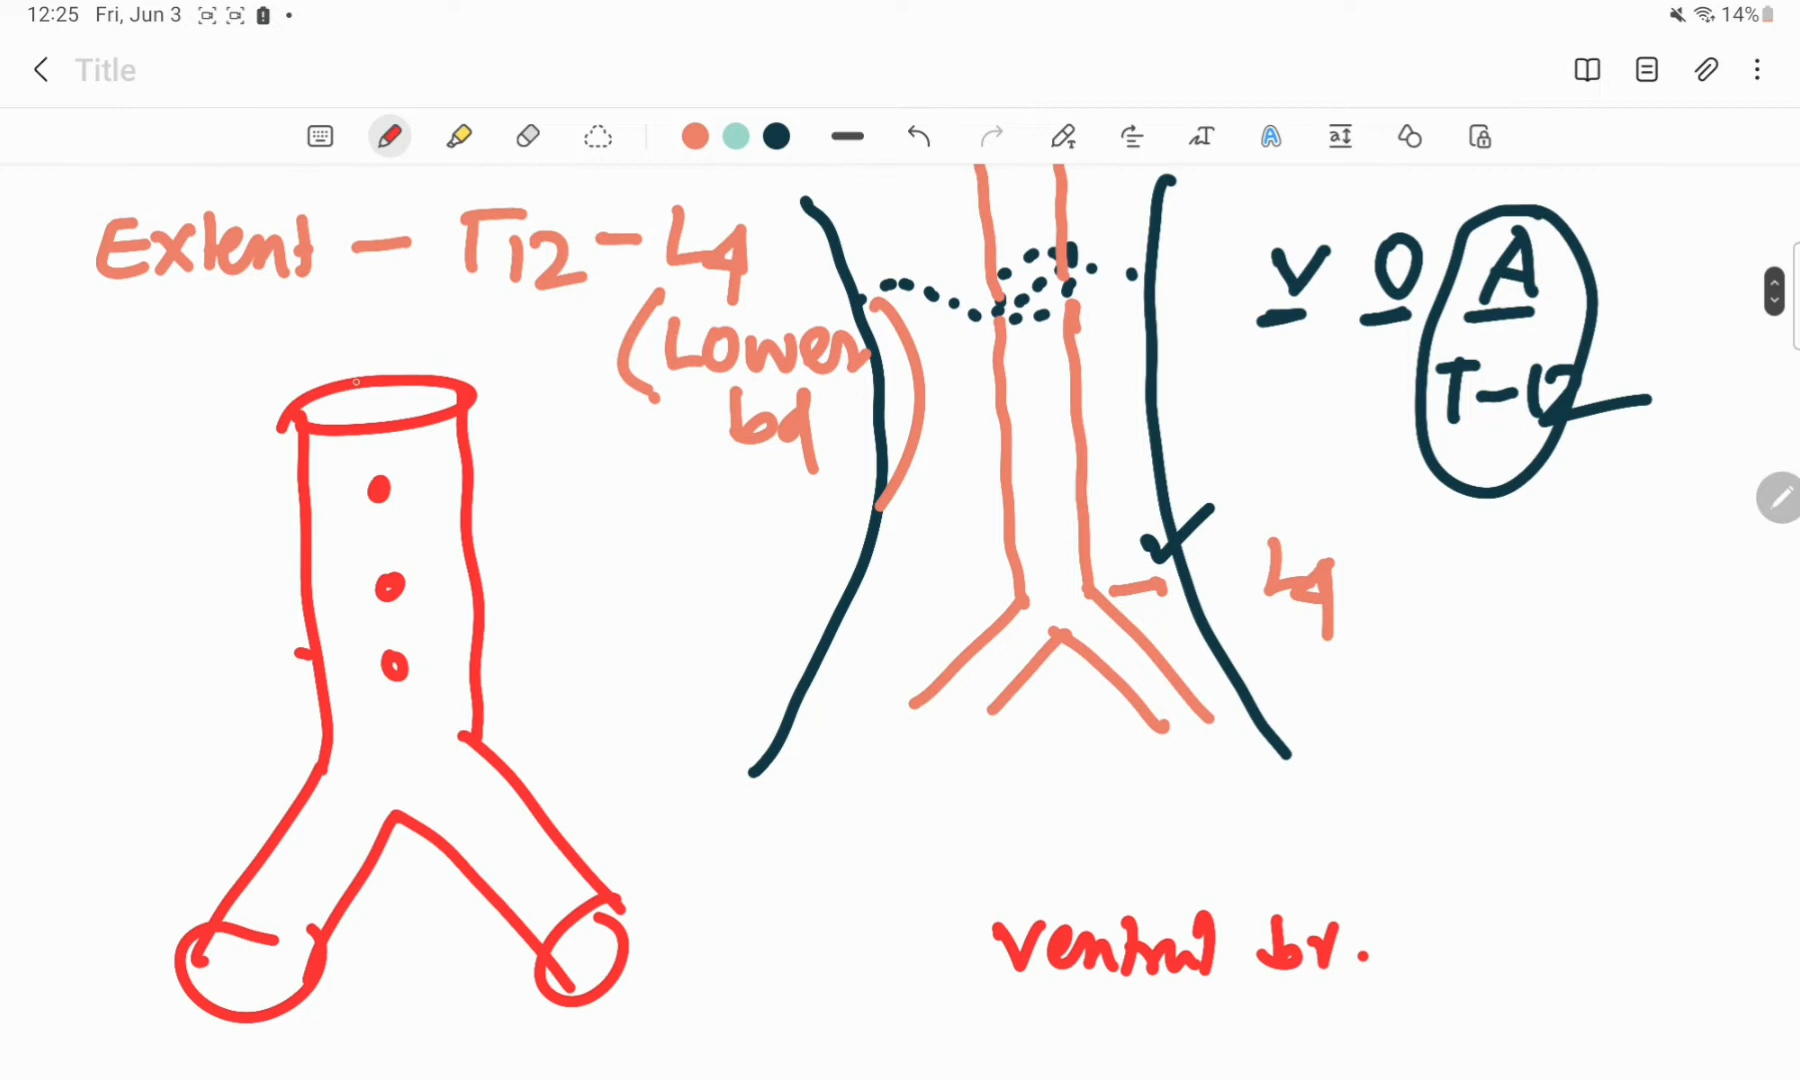 12:25 Fri, Jun 3
14%
Title
Extent - T12 - L4
(Lower bd)
V O A
T-12
L4
Ventral br.